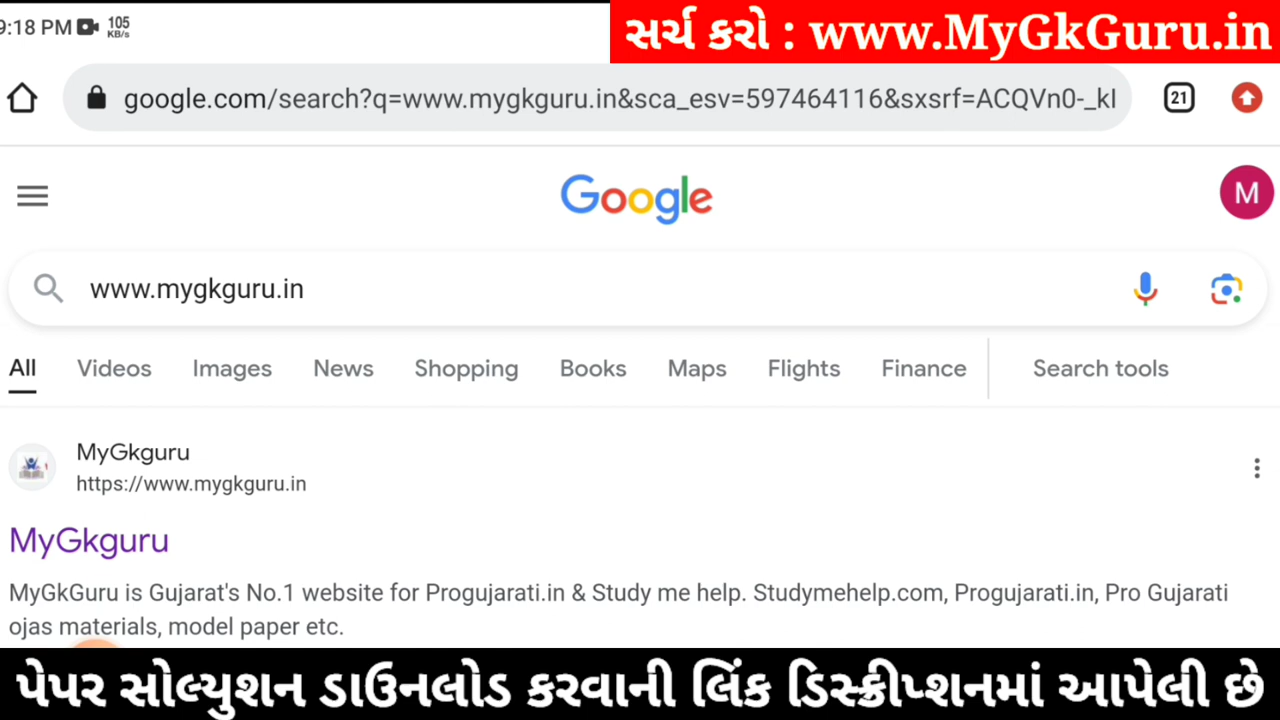 9:18 PM 105 KB/s
સર્ચ કરો : www.MyGkGuru.in
google.com/search?q=www.mygkguru.in&sca_esv=597464116&sxsrf=ACQVn0-_kI
21
Google
M
www.mygkguru.in
All Videos Images News Shopping Books Maps Flights Finance Search tools
MyGkguru
https://www.mygkguru.in
MyGkguru
MyGkGuru is Gujarat's No.1 website for Progujarati.in & Study me help. Studymehelp.com, Progujarati.in, Pro Gujarati
ojas materials, model paper etc.
પેપર સોલ્યુશન ડાઉનલોડ કરવાની લિંક ડિસ્ક્રીપ્શનમાં આપેલી છે